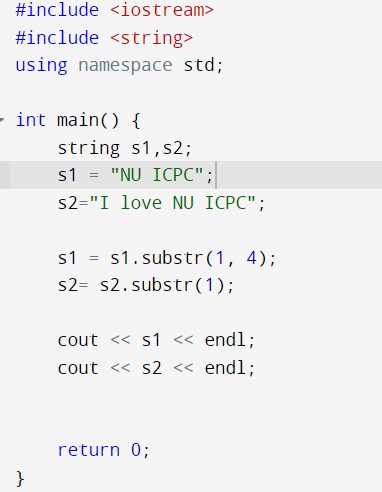 #include <iostream>
#include <string>
using namespace std;
int main() {
string s1,s2;
s1 = "NU ICPC";
s2="I love NU ICPC";
s1 = s1.substr(1, 4);
s2= s2.substr(1);
cout << s1 << endl;
cout << s2 << endl;
return 0;
}